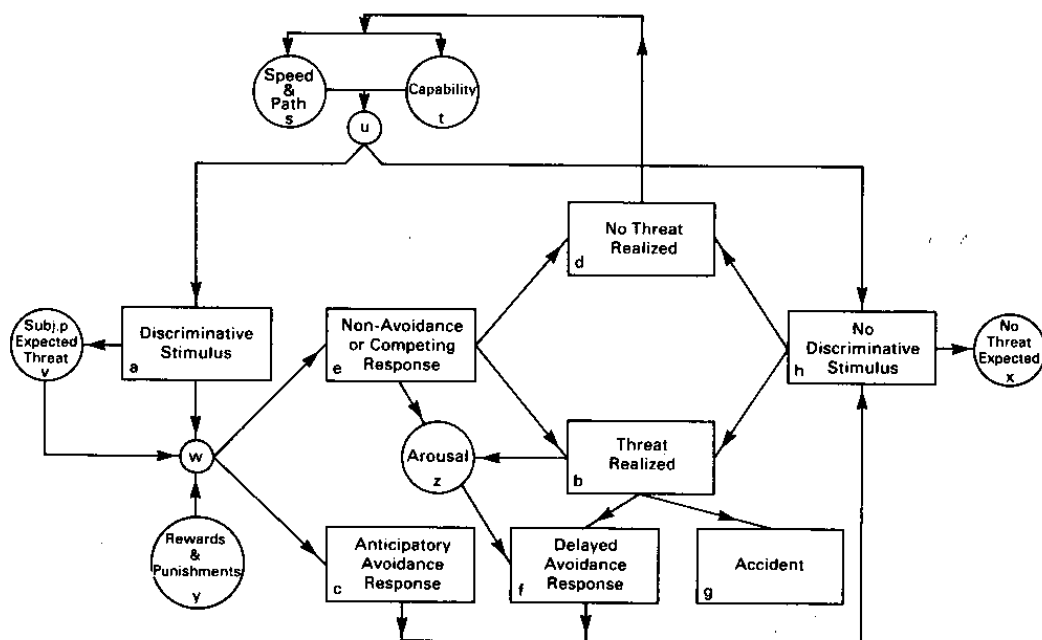 Speed
&
Path
s
Capability
t
u
No Threat
Realized
d
Subj.p
Expected
Threat
v
Discriminative
Stimulus
a
Non-Avoidance
or Competing
Response
e
No
Discriminative
Stimulus
h
No
Threat
Expected
x
w
Arousal
z
Threat
Realized
b
Rewards
&
Punishments
y
Anticipatory
Avoidance
Response
c
Delayed
Avoidance
Response
f
Accident
g